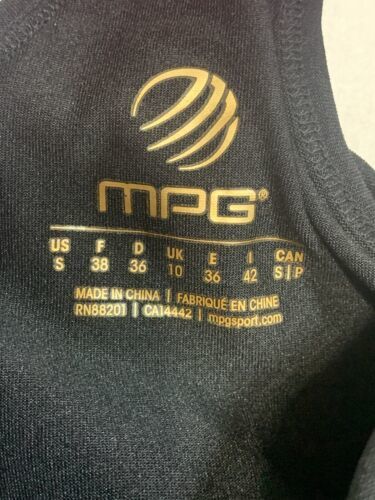 MPG®
US F D UK E I CAN
S 38 36 10 36 42 S|P
MADE IN CHINA | FABRIQUÉ EN CHINE
RN88201 | CA14442 | mpgsport.com